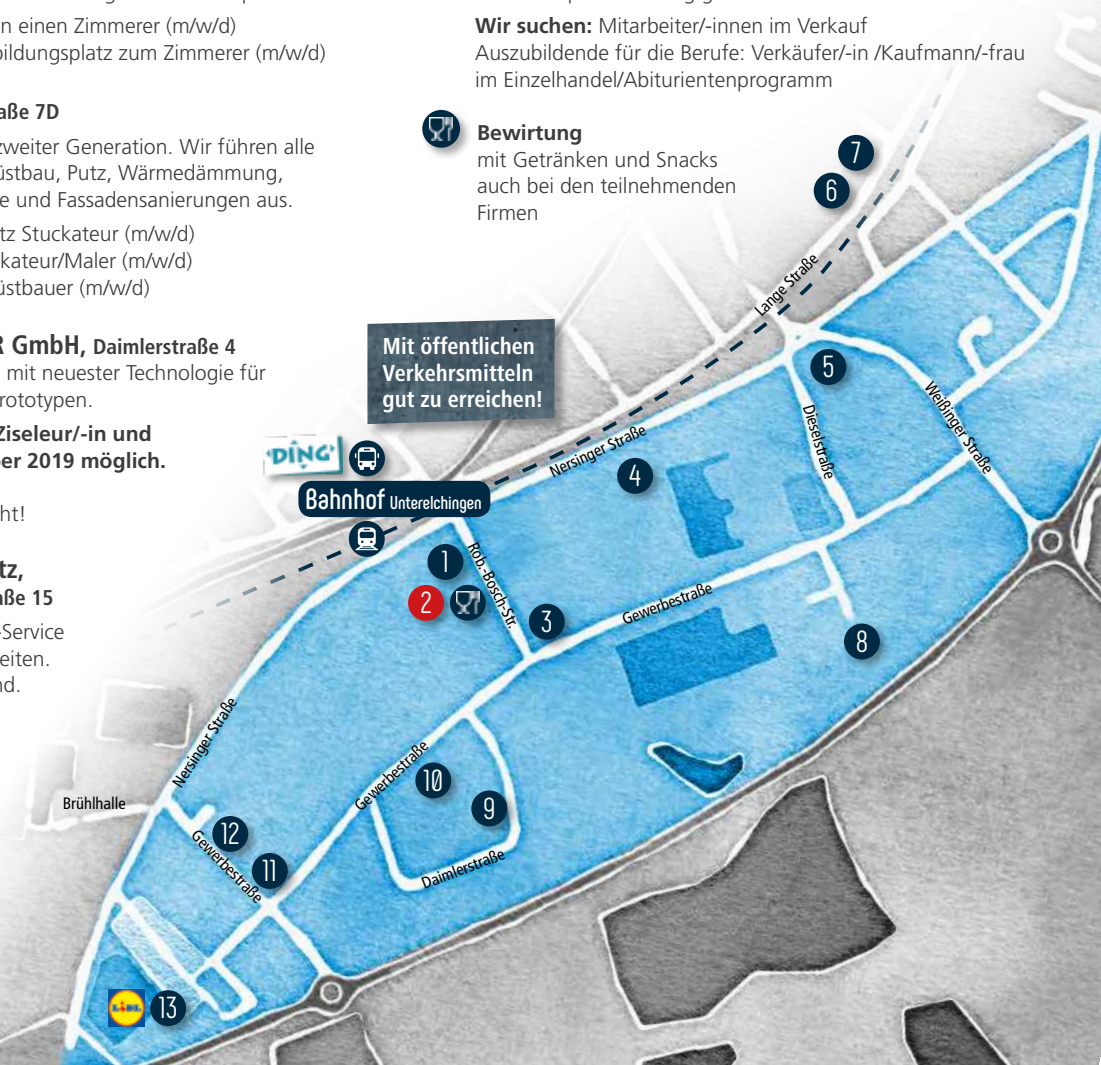 n einen Zimmerer (m/w/d)
bildungsplatz zum Zimmerer (m/w/d)
aße 7D
zweiter Generation. Wir führen alle
üstbau, Putz, Wärmedämmung,
e und Fassadensanierungen aus.
tz Stuckateur (m/w/d)
kateur/Maler (m/w/d)
üstbauer (m/w/d)
R GmbH, Daimlerstraße 4
mit neuester Technologie für
rototypen.
Ziseleur/-in und
er 2019 möglich.
ht!
tz,
aße 15
-Service
eiten.
nd.
Wir suchen: Mitarbeiter/-innen im Verkauf
Auszubildende für die Berufe: Verkäufer/-in /Kaufmann/-frau
im Einzelhandel/Abiturientenprogramm
Bewirtung
mit Getränken und Snacks
auch bei den teilnehmenden
Firmen
7
6
Lange Straße
Mit öffentlichen
Verkehrsmitteln
gut zu erreichen!
5
Weißinger Straße
Dieselstraße
Nersinger Straße
4
DING
Bahnhof Unterelchingen
1
Rob.-Bosch-Str.
2
3
Gewerbestraße
8
Nersinger Straße
Gewerbestraße
10
9
Brühlhalle
12
Gewerbestraße
11
Daimlerstraße
LIDL
13